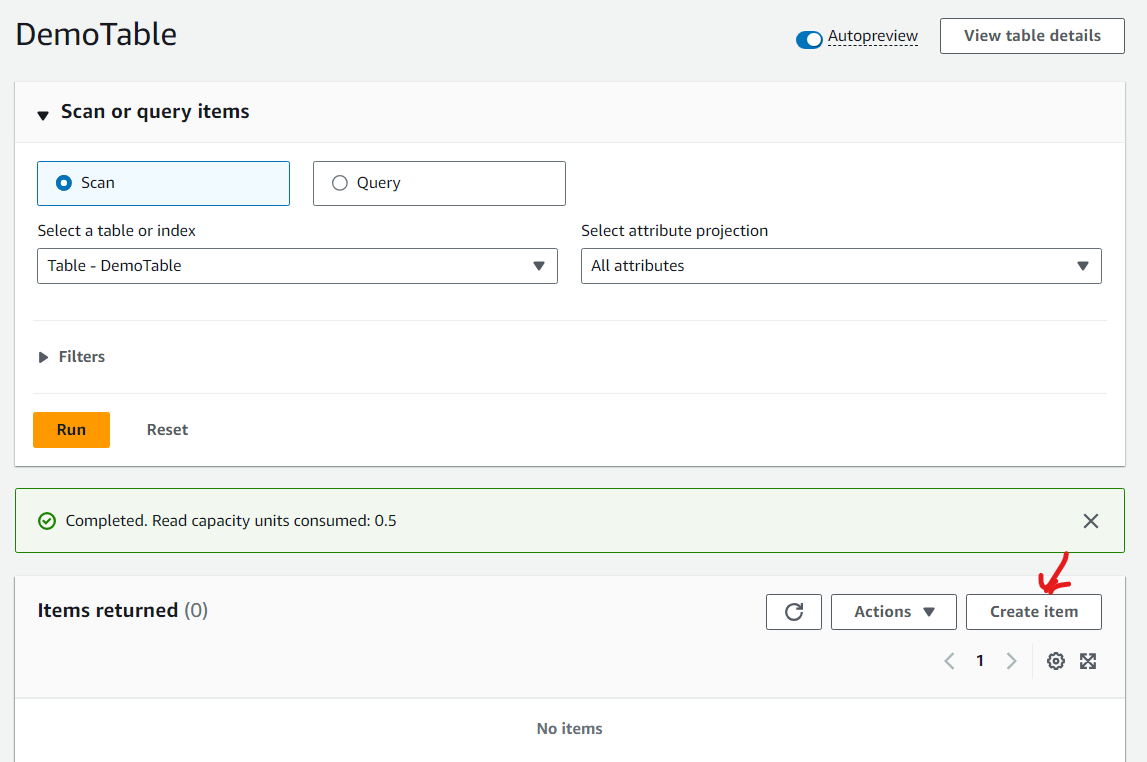 DemoTable
Autopreview
View table details
Scan or query items
Scan
Query
Select a table or index
Select attribute projection
Table - DemoTable
All attributes
Filters
Run
Reset
Completed. Read capacity units consumed: 0.5
Items returned (0)
Actions
Create item
1
No items